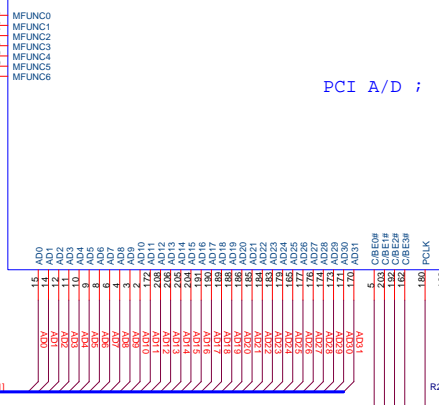 MFUNC0
MFUNC1
MFUNC2
MFUNC3
MFUNC4
MFUNC5
MFUNC6
PCI A/D ;
AD0
AD1
AD2
AD3
AD4
AD5
AD6
AD7
AD8
AD9
AD10
AD11
AD12
AD13
AD14
AD15
AD16
AD17
AD18
AD19
AD20
AD21
AD22
AD23
AD24
AD25
AD26
AD27
AD28
AD29
AD30
AD31
C/BE0#
C/BE1#
C/BE2#
C/BE3#
PCLK
15
14
12
11
10
9
8
6
4
3
2
172
208
206
205
204
191
190
189
188
186
185
184
183
179
165
177
176
174
173
171
170
5
203
192
162
180
AD0
AD1
AD2
AD3
AD4
AD5
AD6
AD7
AD8
AD9
AD10
AD11
AD12
AD13
AD14
AD15
AD16
AD17
AD18
AD19
AD20
AD21
AD22
AD23
AD24
AD25
AD26
AD27
AD28
AD29
AD30
AD31
R2